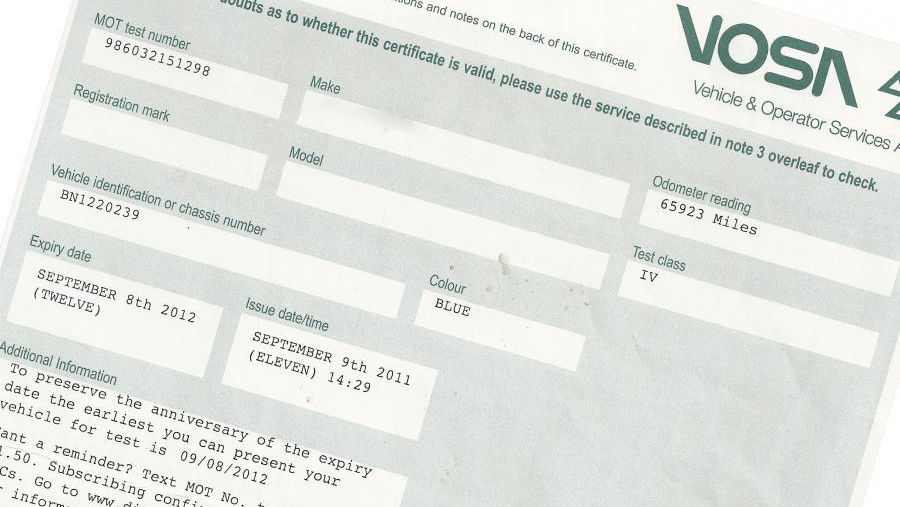 tions and notes on the back of this certificate.
doubts as to whether this certificate is valid, please use the service described in note 3 overleaf to check.
VOSA
Vehicle & Operator Services
MOT test number
986032151298
Make
Registration mark
Model
Odometer reading
65923 Miles
Vehicle identification or chassis number
BN1220239
Test class
IV
Expiry date
SEPTEMBER 8th 2012
(TWELVE)
Colour
BLUE
Issue date/time
SEPTEMBER 9th 2011
(ELEVEN) 14:29
Additional Information
To preserve the anniversary of the expiry
date the earliest you can present your
vehicle for test is 09/08/2012
ant a reminder? Text MOT No.
1.50. Subscribing confi
Cs. Go to www
inform